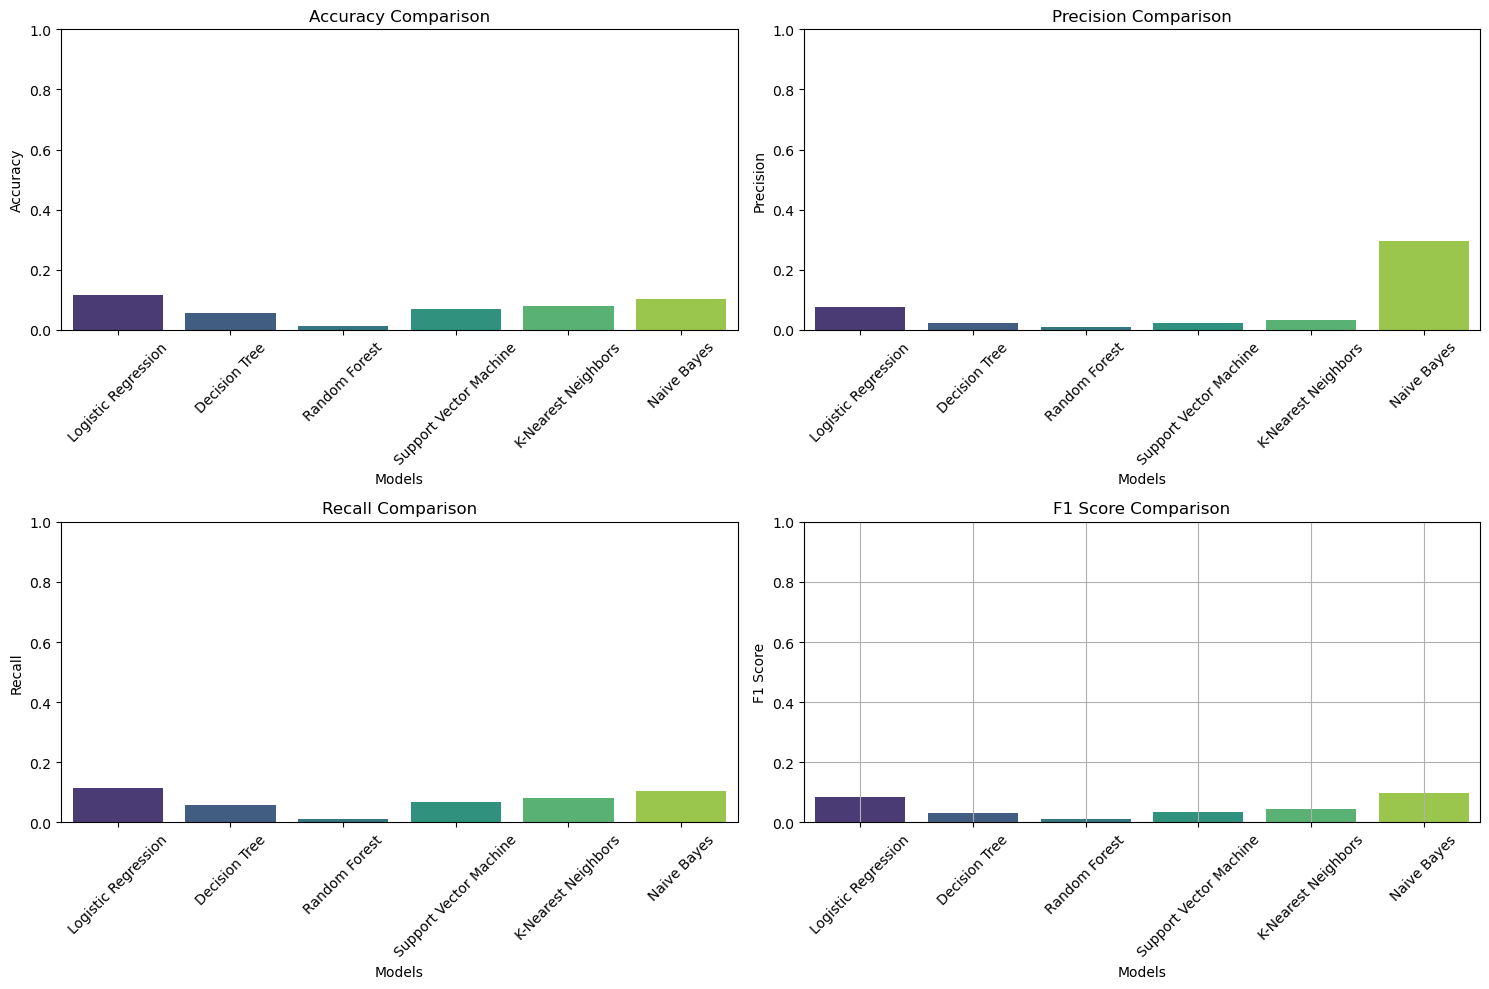 Accuracy Comparison
1.0
0.8
0.6
0.4
0.2
0.0
Accuracy
Logistic Regression
Decision Tree
Random Forest
Support Vector Machine
K-Nearest Neighbors
Naive Bayes
Models
Precision Comparison
1.0
0.8
0.6
0.4
0.2
0.0
Precision
Logistic Regression
Decision Tree
Random Forest
Support Vector Machine
K-Nearest Neighbors
Naive Bayes
Models
Recall Comparison
1.0
0.8
0.6
0.4
0.2
0.0
Recall
Logistic Regression
Decision Tree
Random Forest
Support Vector Machine
K-Nearest Neighbors
Naive Bayes
Models
F1 Score Comparison
1.0
0.8
0.6
0.4
0.2
0.0
F1 Score
Logistic Regression
Decision Tree
Random Forest
Support Vector Machine
K-Nearest Neighbors
Naive Bayes
Models